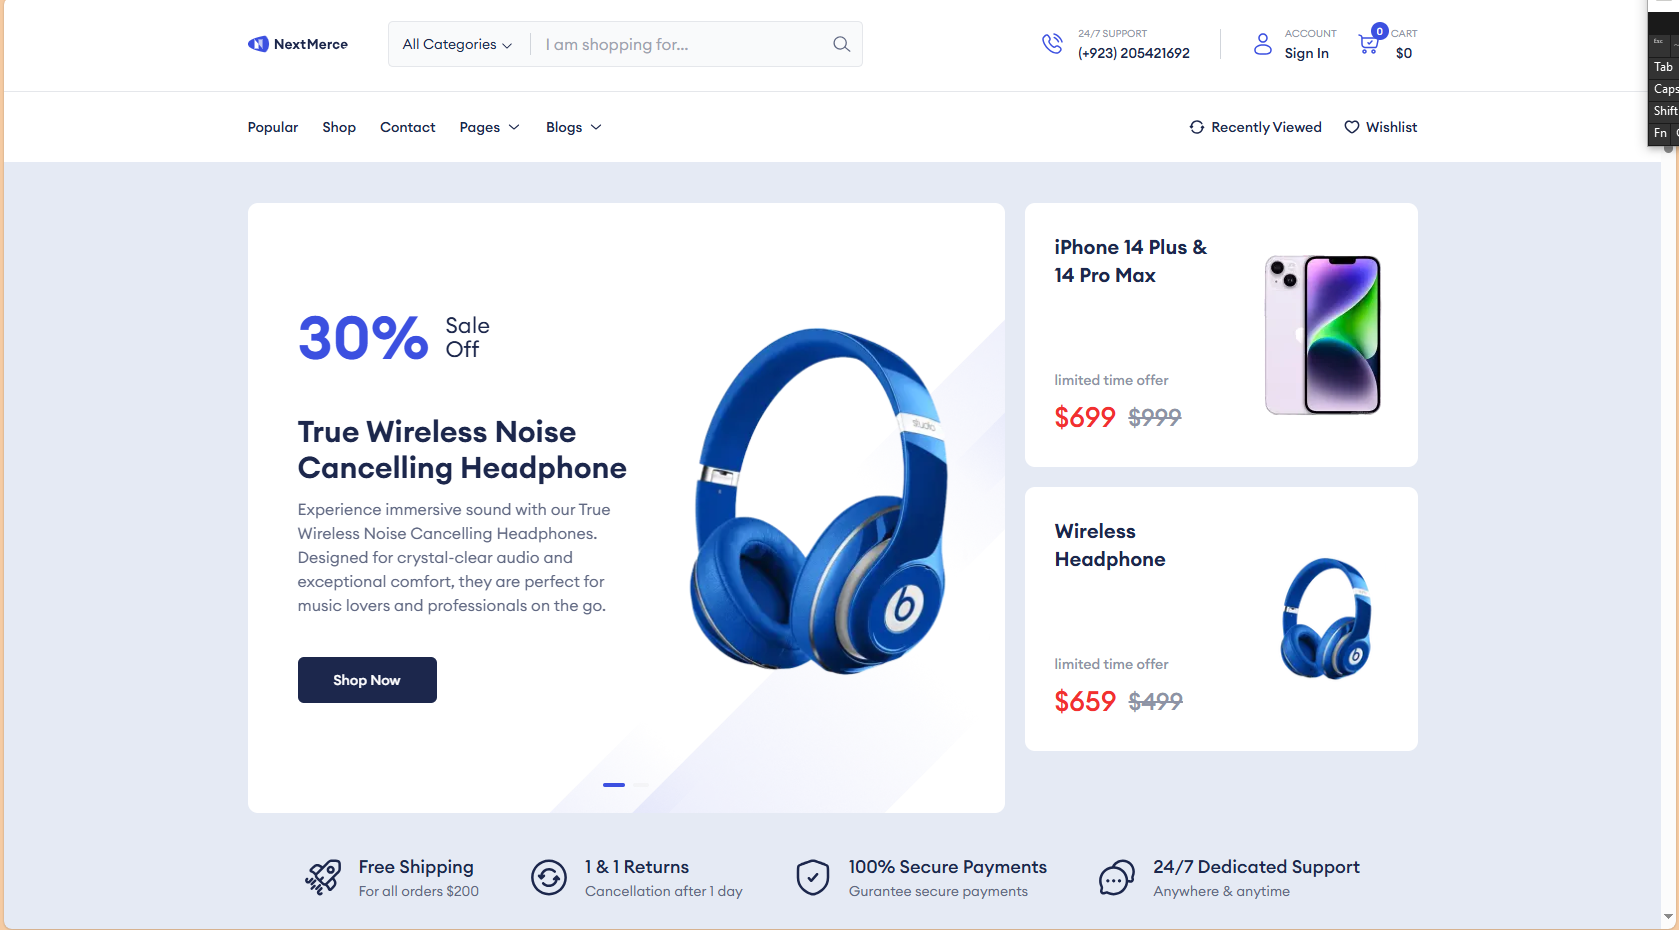 NextMerce
All Categories
I am shopping for...
24/7 SUPPORT
(+923) 205421692
ACCOUNT
Sign In
0
CART
$0
Esc
Tab
Caps
Shift
Fn
Popular
Shop
Contact
Pages
Blogs
Recently Viewed
Wishlist
30%
Sale
Off
True Wireless Noise
Cancelling Headphone
Experience immersive sound with our True
Wireless Noise Cancelling Headphones.
Designed for crystal-clear audio and
exceptional comfort, they are perfect for
music lovers and professionals on the go.
Shop Now
studio
b
iPhone 14 Plus &
14 Pro Max
limited time offer
$699 $999
Wireless
Headphone
b
limited time offer
$659 $499
Free Shipping
For all orders $200
1 & 1 Returns
Cancellation after 1 day
100% Secure Payments
Gurantee secure payments
24/7 Dedicated Support
Anywhere & anytime